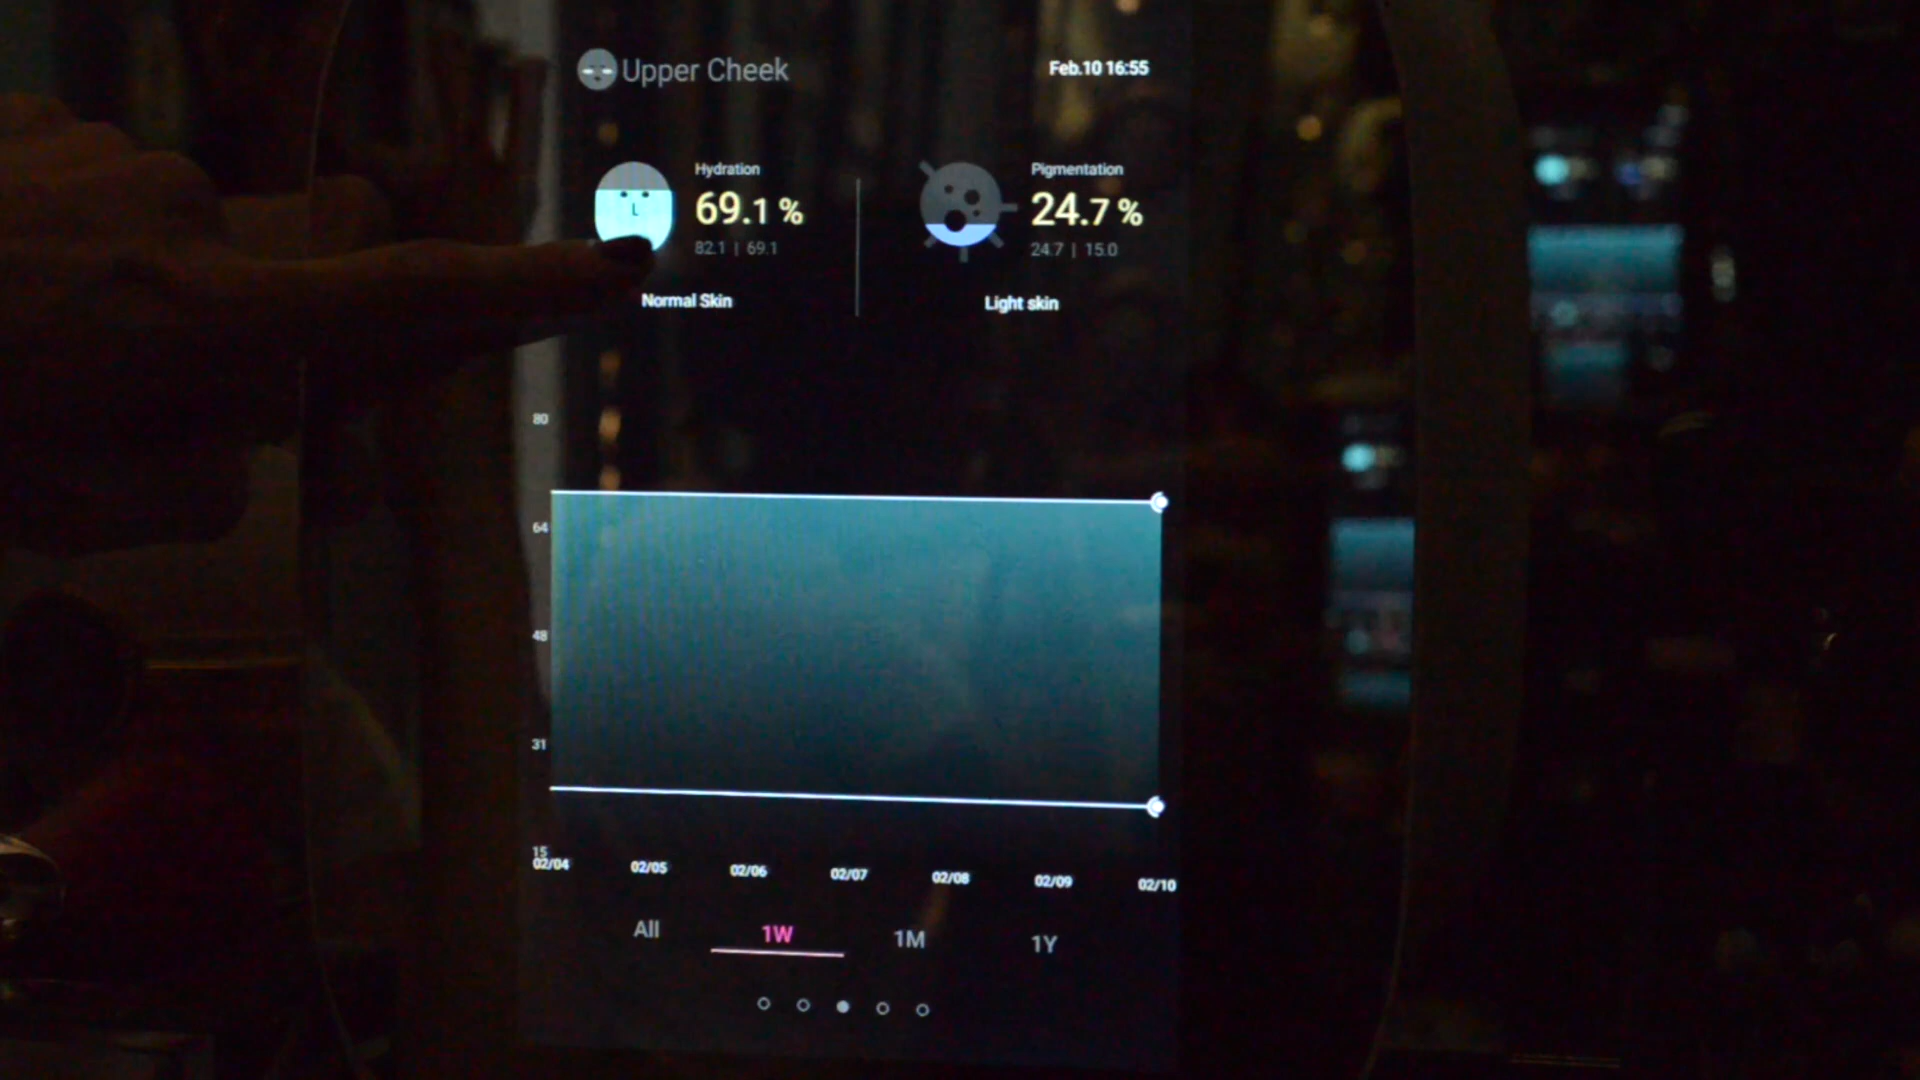 Upper Cheek
Feb.10 16:55
Hydration
69.1 %
82.1 | 69.1
Normal Skin
Pigmentation
24.7 %
24.7 | 15.0
Light skin
80
64
48
31
15
02/04 02/05 02/06 02/07 02/08 02/09 02/10
All 1W 1M 1Y